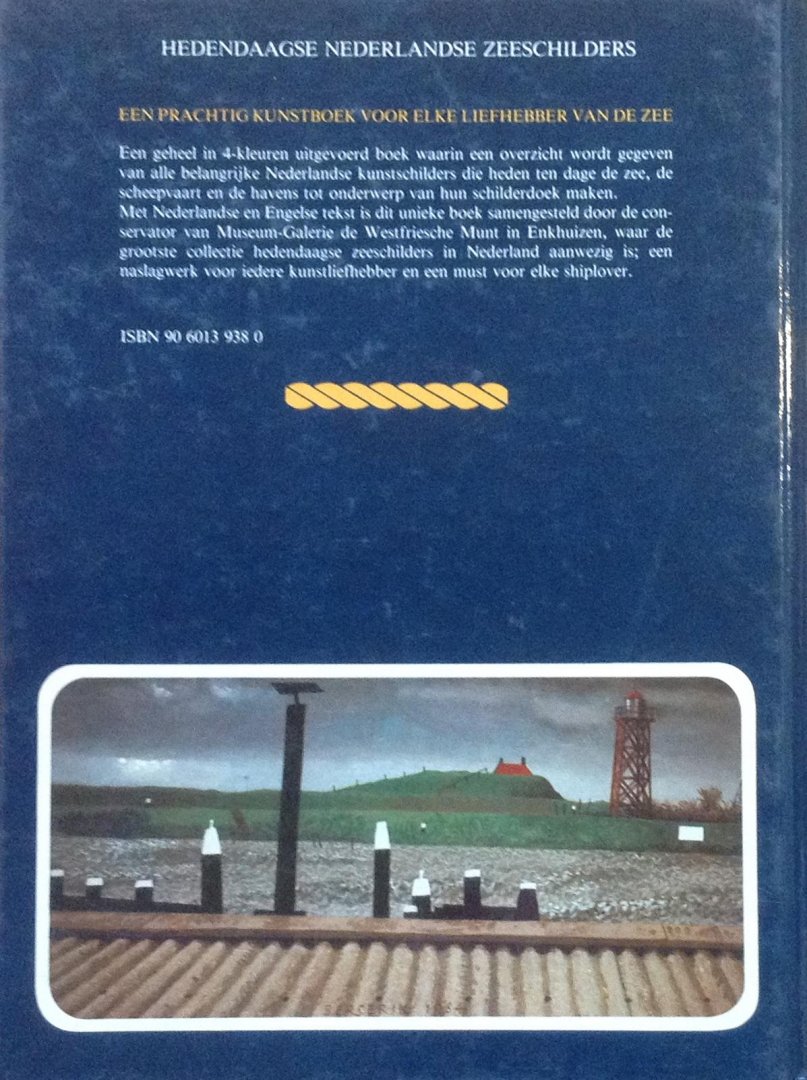 HEDENDAAGSE NEDERLANDSE ZEESCHILDERS
EEN PRACHTIG KUNSTBOEK VOOR ELKE LIEFHEBBER VAN DE ZEE
Een geheel in 4-kleuren uitgevoerd boek waarin een overzicht wordt gegeven
van alle belangrijke Nederlandse kunstschilders die heden ten dage de zee, de
scheepvaart en de havens tot onderwerp van hun schilderdoek maken.
Met Nederlandse en Engelse tekst is dit unieke boek samengesteld door de con-
servator van Museum-Galerie de Westfriesche Munt in Enkhuizen, waar de
grootste collectie hedendaagse zeeschilders in Nederland aanwezig is; een
naslagwerk voor iedere kunstliefhebber en een must voor elke shiplover.
ISBN 90 6013 938 0